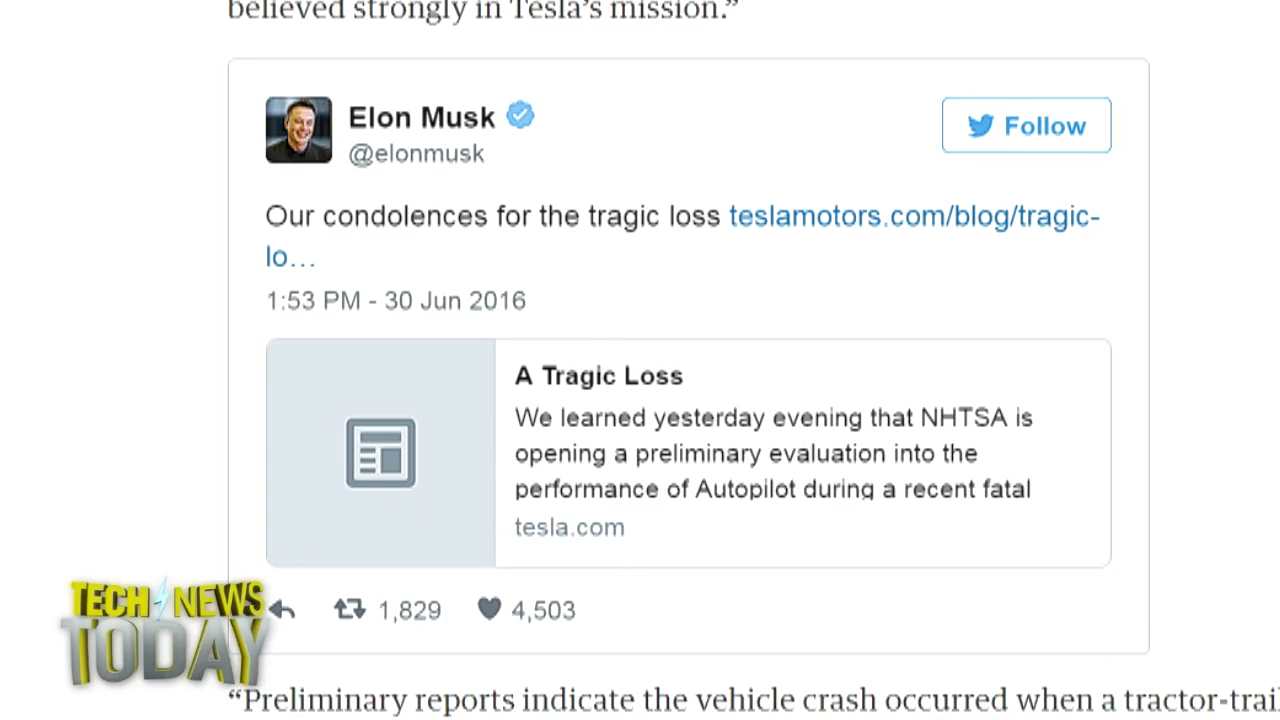 believed strongly in Tesla’s mission.”
Elon Musk
@elonmusk
Follow
Our condolences for the tragic loss teslamotors.com/blog/tragic-
lo…
1:53 PM - 30 Jun 2016
A Tragic Loss
We learned yesterday evening that NHTSA is
opening a preliminary evaluation into the
performance of Autopilot during a recent fatal
tesla.com
1,829 4,503
TECH NEWS
TODAY
“Preliminary reports indicate the vehicle crash occurred when a tractor-trail